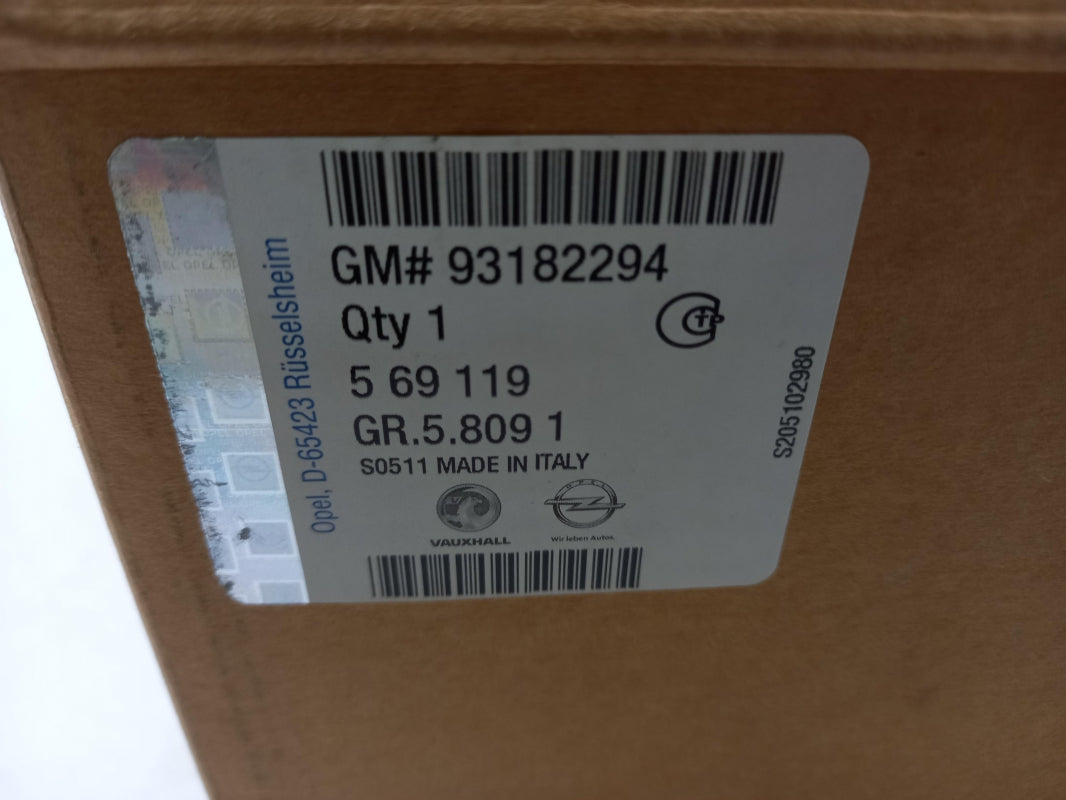 GM# 93182294
Qty 1
5 69 119
GR.5.809 1
S0511 MADE IN ITALY
VAUXHALL
OPEL
Wir leben Autos.
Opel, D-65423 Rüsselsheim
S205102980